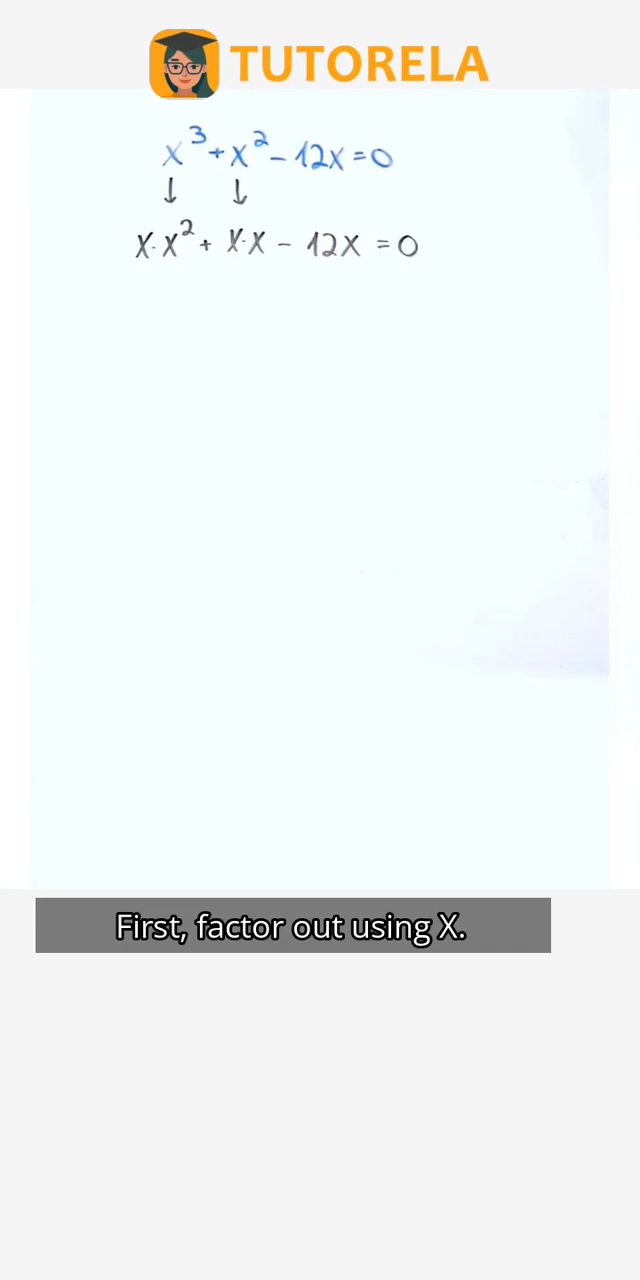 TUTORELA
x³+x²-12x=0
↓ ↓
x·x²+x·x-12x=0
First, factor out using X.